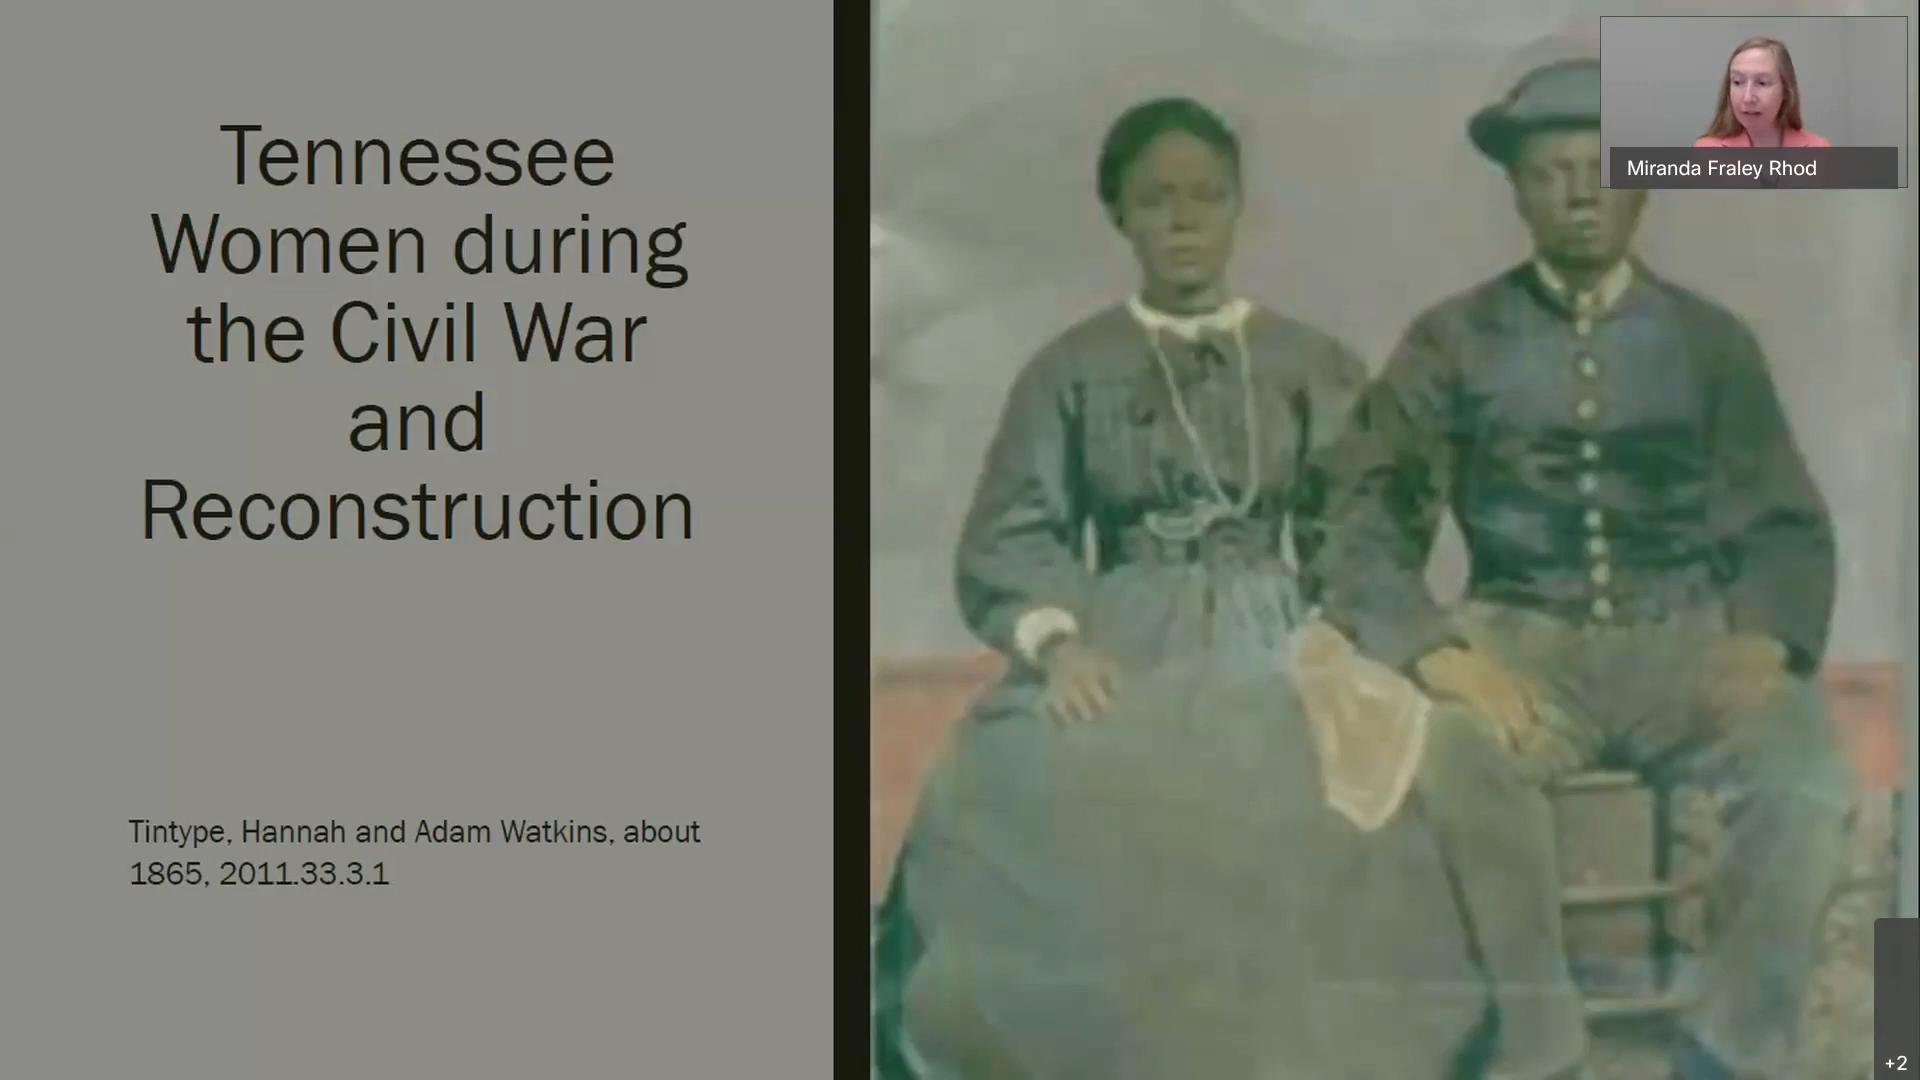 Tennessee
Women during
the Civil War
and
Reconstruction
Tintype, Hannah and Adam Watkins, about
1865, 2011.33.3.1
Miranda Fraley Rhod
+2